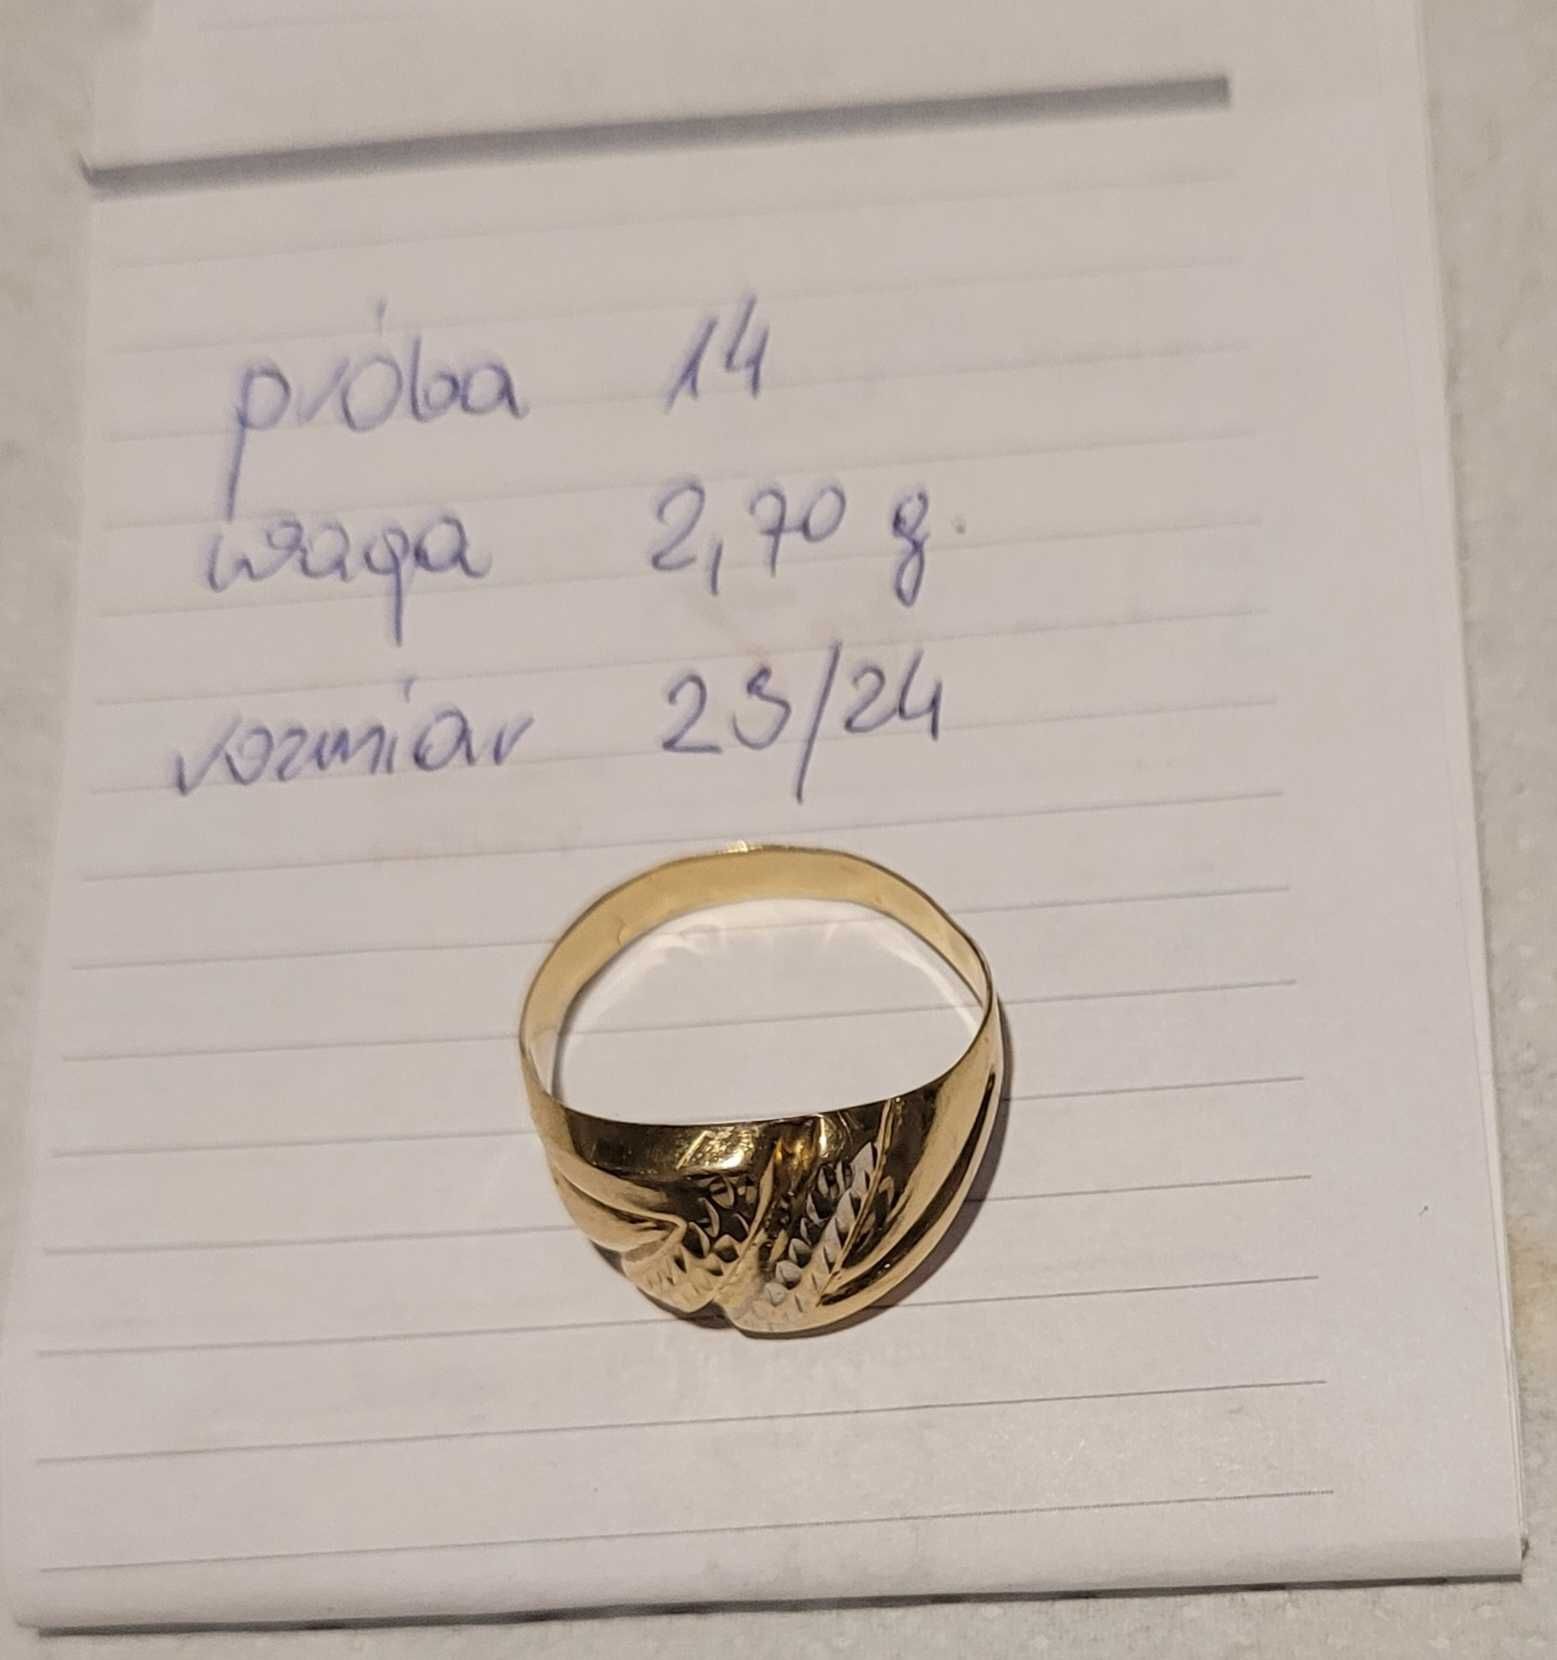 próba 14
waga 2,70 g.
rozmiar 23/24